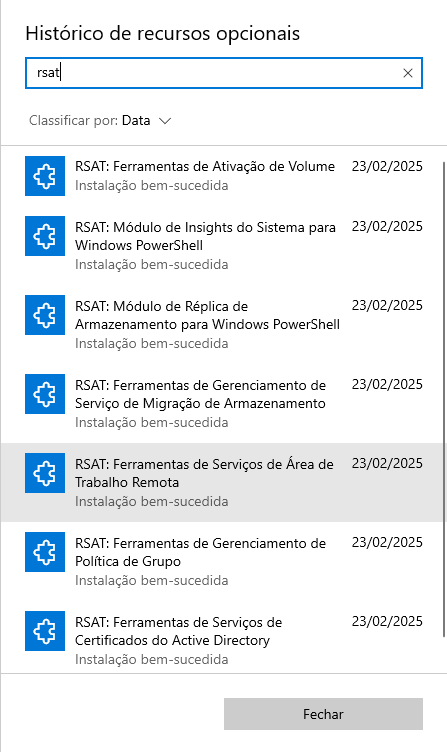 Histórico de recursos opcionais
rsat
Classificar por: Data
RSAT: Ferramentas de Ativação de Volume 23/02/2025
Instalação bem-sucedida
RSAT: Módulo de Insights do Sistema para 23/02/2025
Windows PowerShell
Instalação bem-sucedida
RSAT: Módulo de Réplica de 23/02/2025
Armazenamento para Windows PowerShell
Instalação bem-sucedida
RSAT: Ferramentas de Gerenciamento de 23/02/2025
Serviço de Migração de Armazenamento
Instalação bem-sucedida
RSAT: Ferramentas de Serviços de Área de 23/02/2025
Trabalho Remota
Instalação bem-sucedida
RSAT: Ferramentas de Gerenciamento de 23/02/2025
Política de Grupo
Instalação bem-sucedida
RSAT: Ferramentas de Serviços de 23/02/2025
Certificados do Active Directory
Instalação bem-sucedida
Fechar